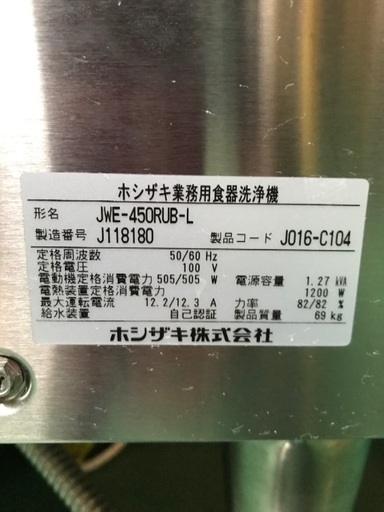 ホシザキ業務用食器洗浄機
形名 JWE-450RUB-L
製造番号 J118180 製品コード J016-C104
定格周波数 50/60 Hz
定格電圧 100 V
電動機定格消費電力 505/505 W 電源容量 1.27 kVA
電熱装置定格消費電力 1200 W
最大運転電流 12.2/12.3 A 力率 82/82 %
給水装置 自己認証 製品質量 69 kg
ホシザキ株式会社